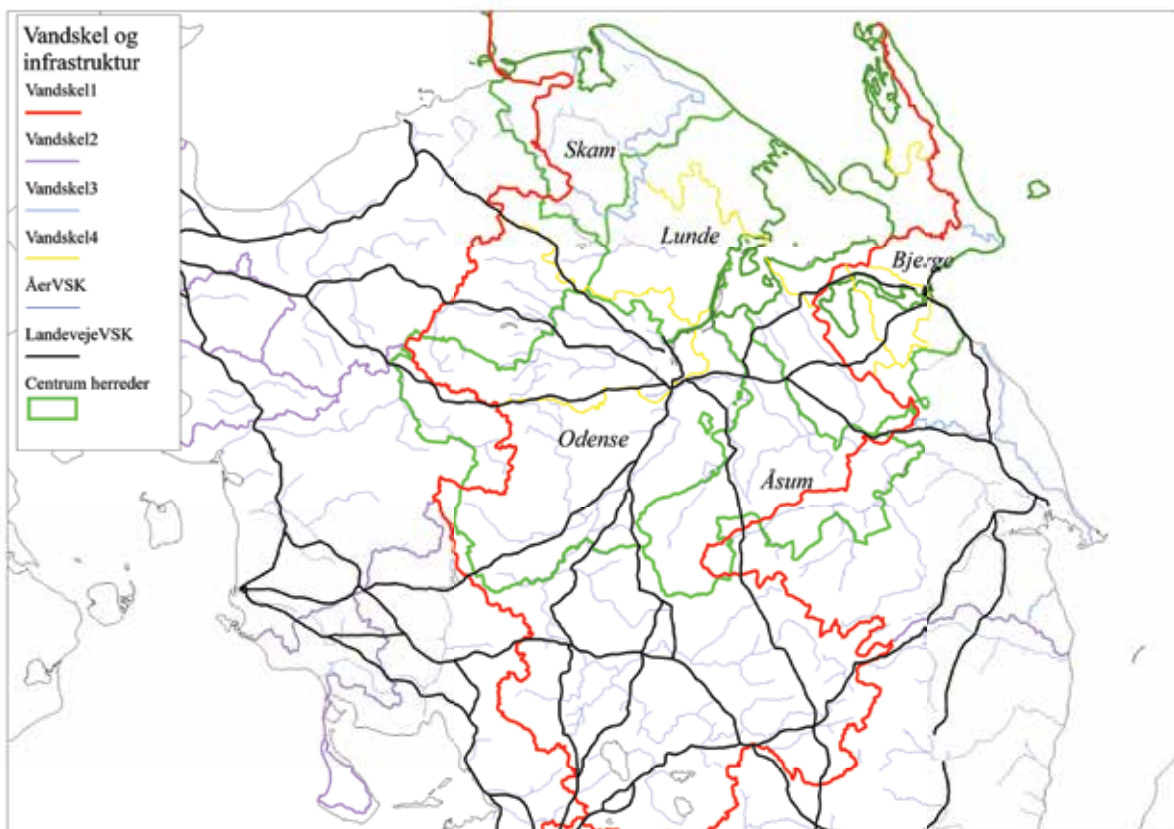 Vandskel og
infrastruktur
Vandskel1
Vandskel2
Vandskel3
Vandskel4
ÅerVSK
LandevejeVSK
Centrum herreder
Skam
Lunde
Bjerge
Odense
Åsum